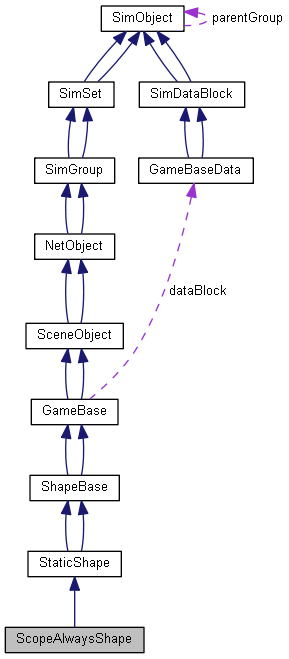 SimObject
parentGroup
SimSet
SimDataBlock
SimGroup
GameBaseData
NetObject
dataBlock
SceneObject
GameBase
ShapeBase
StaticShape
ScopeAlwaysShape